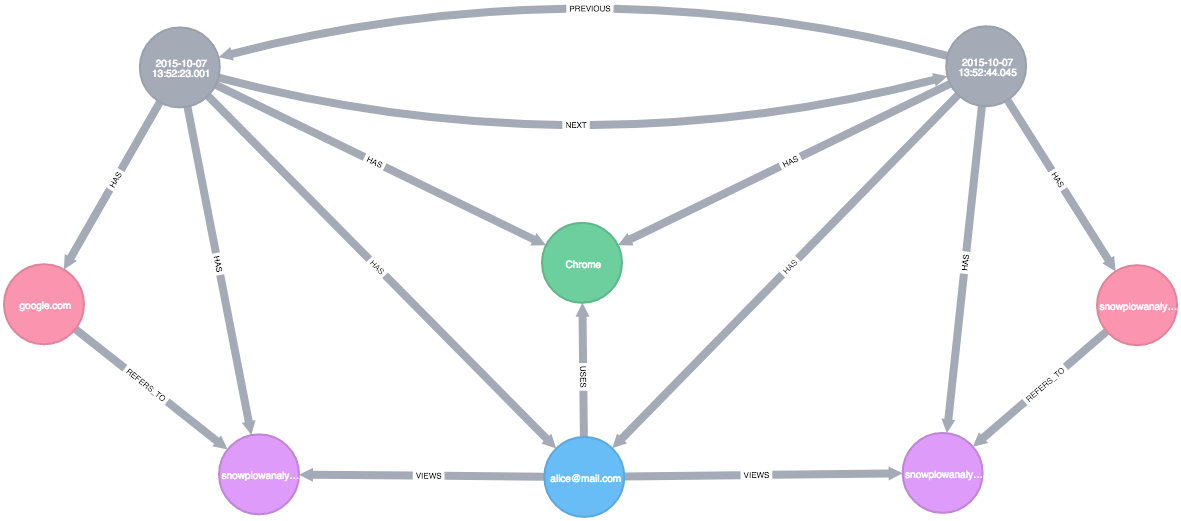 PREVIOUS
2015-10-07
13:52:23.001
2015-10-07
13:52:44.045
NEXT
HAS
HAS
HAS
HAS
HAS
HAS
HAS
HAS
Chrome
google.com
snowplowanaly...
USES
REFERS_TO
REFERS_TO
snowplowanaly...
VIEWS
alice@mail.com
VIEWS
snowplowanaly...